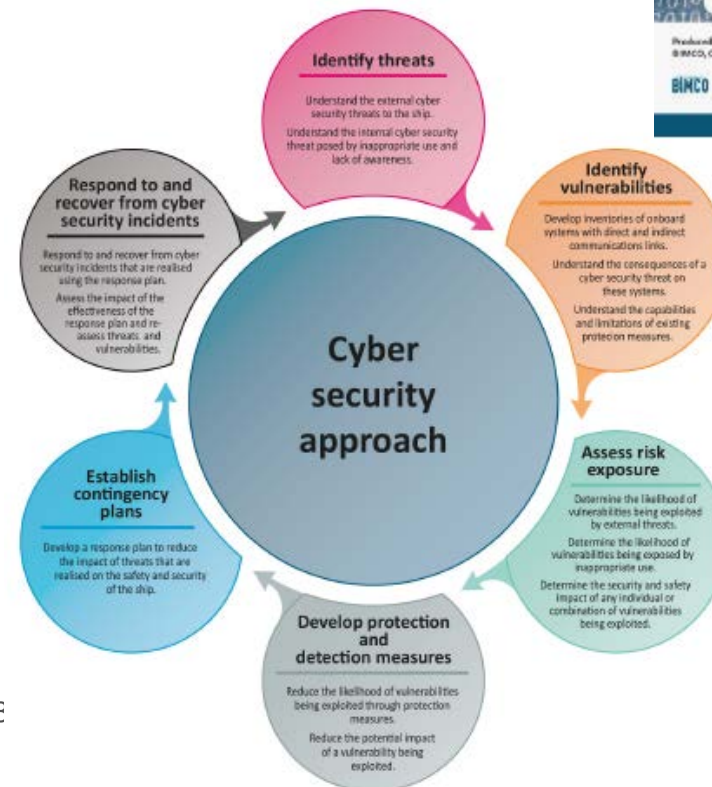 Identify threats
Understand the external cyber
security threats to the ship.
Understand the internal cyber security
threat posed by inappropriate use and
lack of awareness.
Identify
vulnerabilities
Develop inventories of onboard
systems with direct and indirect
communications links.
Understand the consequences of a
cyber security threat on
these systems.
Understand the capabilities
and limitations of existing
protecion measures.
Assess risk
exposure
Determine the likelihood of
vulnerabilities being exploited
by external threats.
Determine the likelihood of
vulnerabilities being exposed by
inappropriate use.
Determine the security and safety
impact of any individual or
combination of vulnerabilities
being exploited.
Develop protection
and
detection measures
Reduce the likelihood of vulnerabilities
being exploited through protection
measures.
Reduce the potential impact
of a vulnerability being
exploited.
Establish
contingency
plans
Develop a response plan to reduce
the impact of threats that are
realised on the safety and security
of the ship.
Respond to and
recover from cyber
security incidents
Respond to and recover from cyber
security incidents that are realised
using the response plan.
Assess the impact of the
effectiveness of the
response plan and re-
assess threats and
vulnerabilities.
Cyber
security
approach
BIMCO,
BIMCO